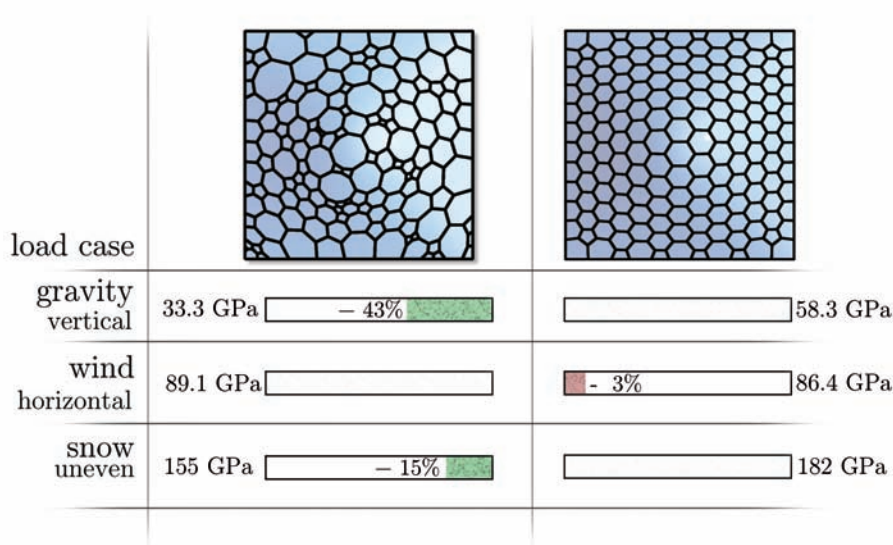 load case
gravity
vertical
33.3 GPa
– 43%
58.3 GPa
wind
horizontal
89.1 GPa
- 3%
86.4 GPa
snow
uneven
155 GPa
– 15%
182 GPa